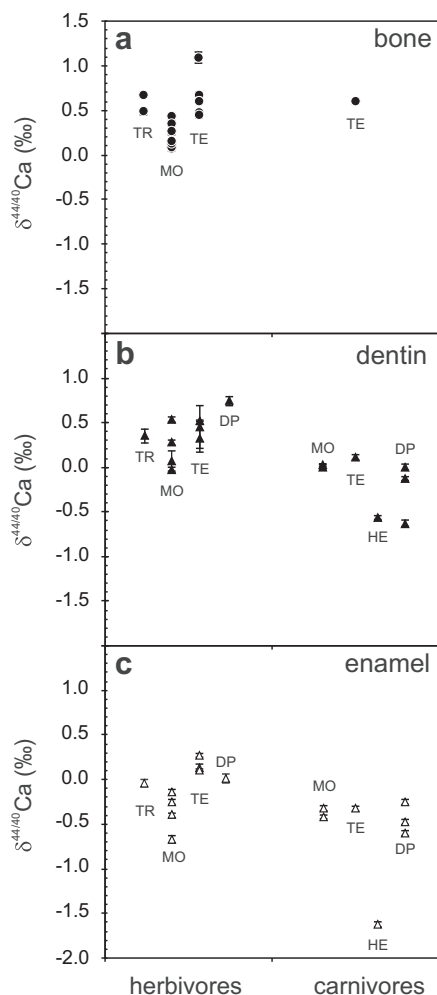 a
bone
1.5
1.0
0.5
0.0
-0.5
-1.0
-1.5
δ44/40Ca (‰)
TR
MO
TE
TE
b
dentin
1.0
0.5
0.0
-0.5
-1.0
-1.5
δ44/40Ca (‰)
TR
MO
TE
DP
MO
TE
HE
DP
c
enamel
1.0
0.5
0.0
-0.5
-1.0
-1.5
-2.0
δ44/40Ca (‰)
TR
MO
TE
DP
MO
TE
HE
DP
herbivores
carnivores